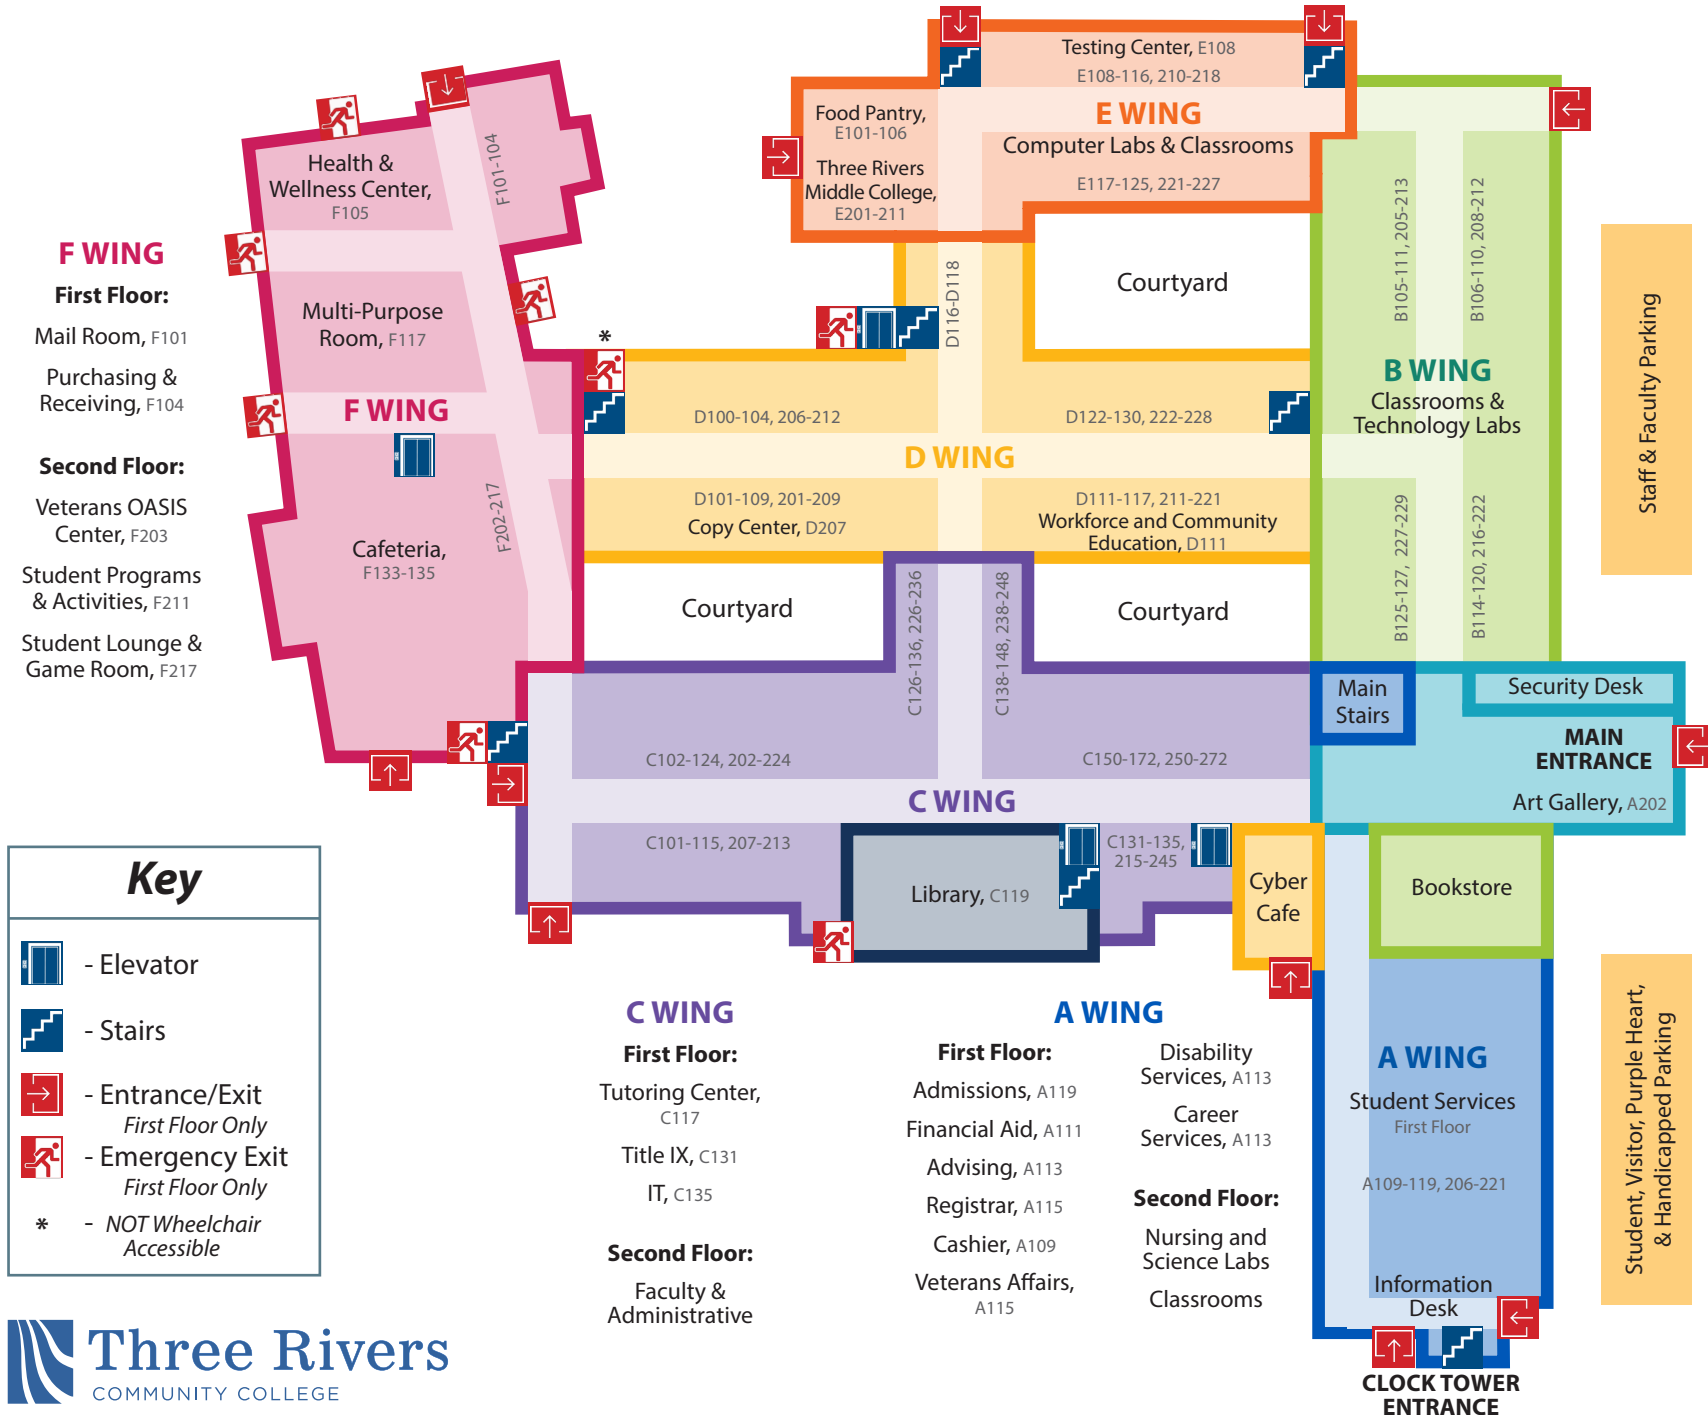 Testing Center, E108
E108-116, 210-218
E WING
Computer Labs & Classrooms
E117-125, 221-227
Food Pantry,
E101-106
Three Rivers
Middle College,
E201-211
Health &
Wellness Center,
F105
F101-104
Multi-Purpose
Room, F117
F WING
Cafeteria,
F133-135
F202-217
F WING
First Floor:
Mail Room, F101
Purchasing &
Receiving, F104
Second Floor:
Veterans OASIS
Center, F203
Student Programs
& Activities, F211
Student Lounge &
Game Room, F217
*
D116-D118
Courtyard
D100-104, 206-212
D122-130, 222-228
D WING
D101-109, 201-209
Copy Center, D207
D111-117, 211-221
Workforce and Community
Education, D111
Courtyard
Courtyard
B105-111, 205-213
B106-110, 208-212
B WING
Classrooms &
Technology Labs
B125-127, 227-229
B114-120, 216-222
Staff & Faculty Parking
C126-136, 226-236
C138-148, 238-248
C102-124, 202-224
C150-172, 250-272
C WING
C101-115, 207-213
Library, C119
C131-135,
215-245
Main
Stairs
Security Desk
MAIN
ENTRANCE
Art Gallery, A202
Cyber
Cafe
Bookstore
A WING
Student Services
First Floor
A109-119, 206-221
Information
Desk
CLOCK TOWER
ENTRANCE
Student, Visitor, Purple Heart,
& Handicapped Parking
Key
- Elevator
- Stairs
- Entrance/Exit
First Floor Only
- Emergency Exit
First Floor Only
* - NOT Wheelchair
Accessible
C WING
First Floor:
Tutoring Center,
C117
Title IX, C131
IT, C135
Second Floor:
Faculty &
Administrative
A WING
First Floor:
Admissions, A119
Financial Aid, A111
Advising, A113
Registrar, A115
Cashier, A109
Veterans Affairs,
A115
Disability
Services, A113
Career
Services, A113
Second Floor:
Nursing and
Science Labs
Classrooms
Three Rivers
COMMUNITY COLLEGE